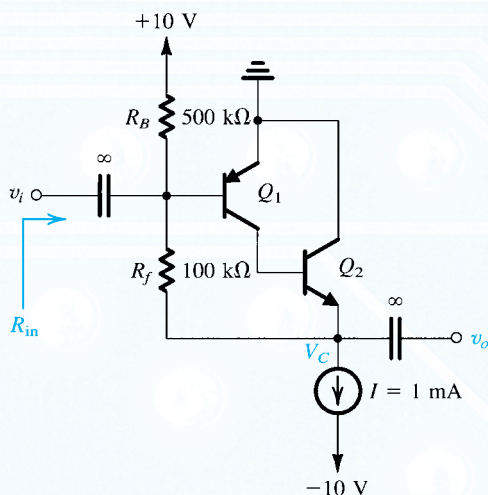 +10 V
R_B 500 kΩ
∞
v_i
Q_1
R_f 100 kΩ
Q_2
R_in
∞
V_C
v_o
I = 1 mA
−10 V